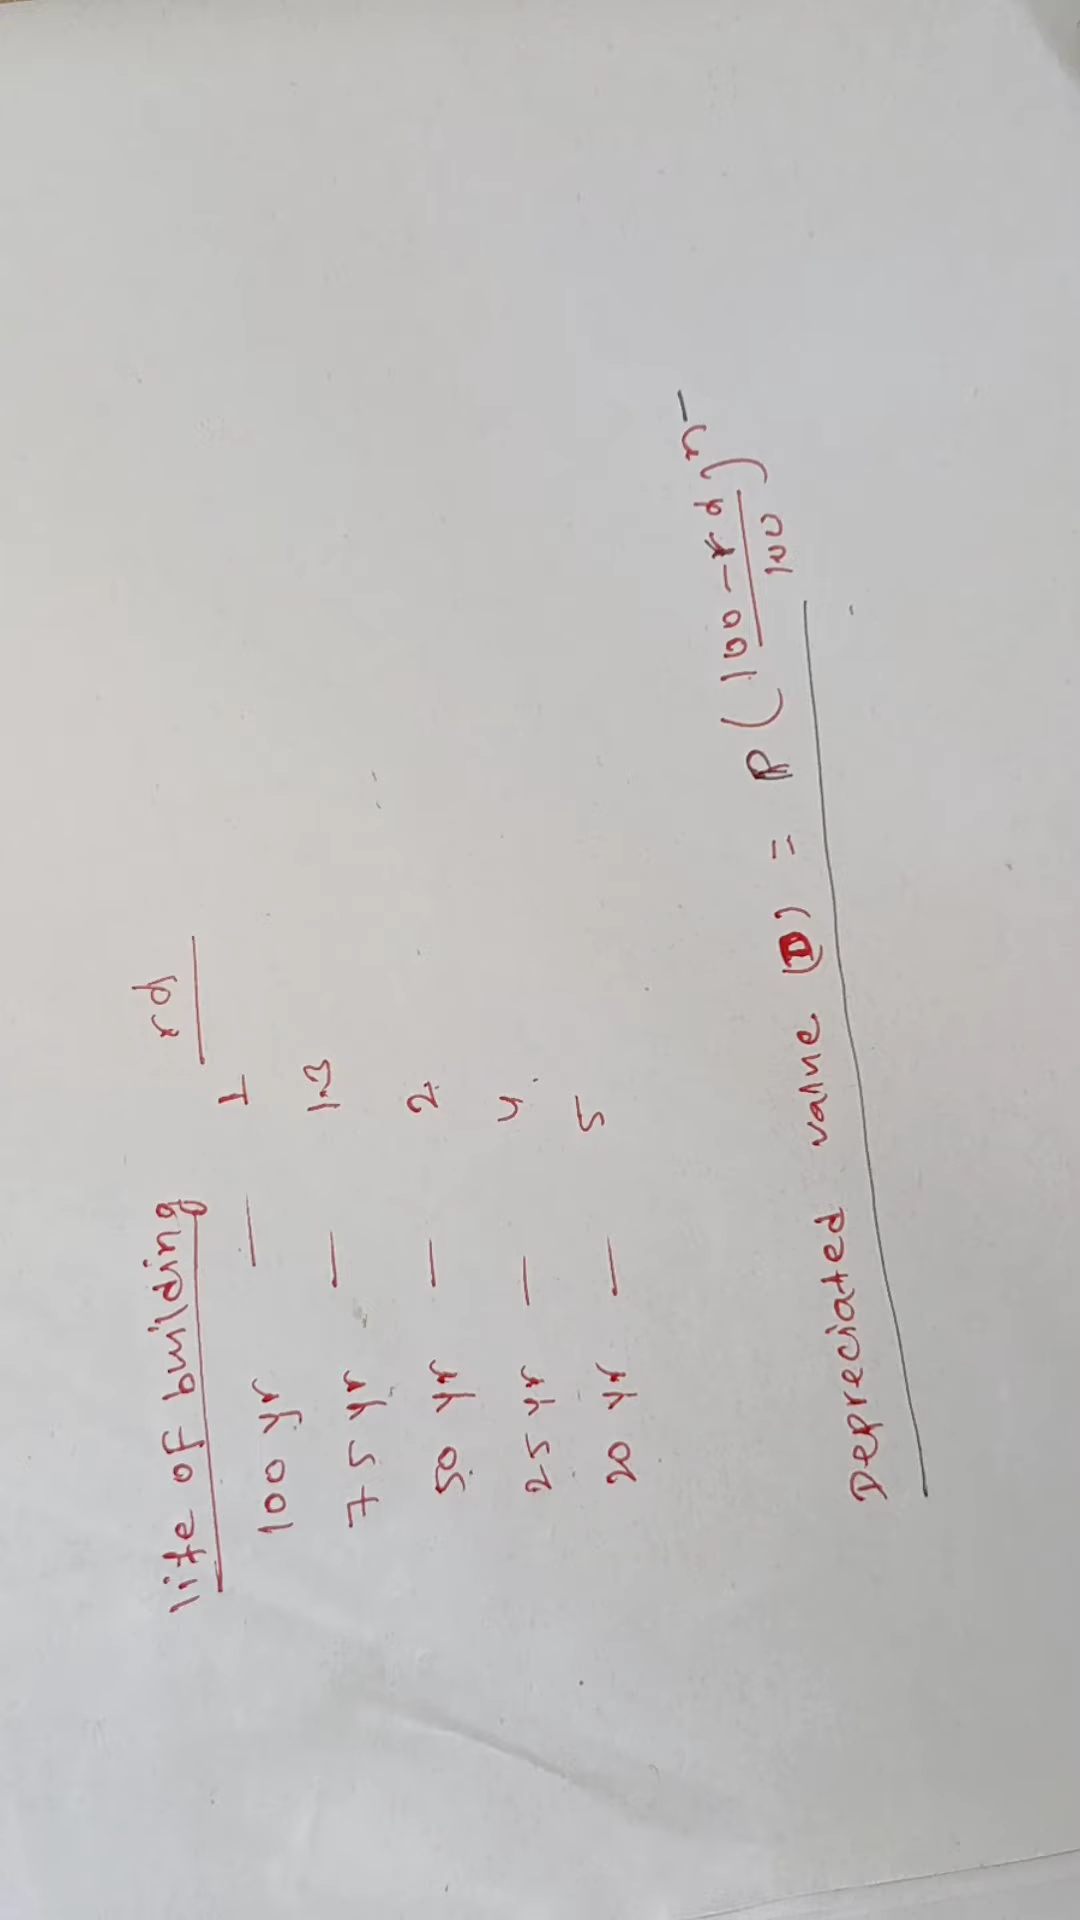 life of building rd
100 yr — 1
75 yr — 1.3
50 yr — 2
25 yr — 4
20 yr — 5
Depreciated value (D) = P(100-rd/100)^n